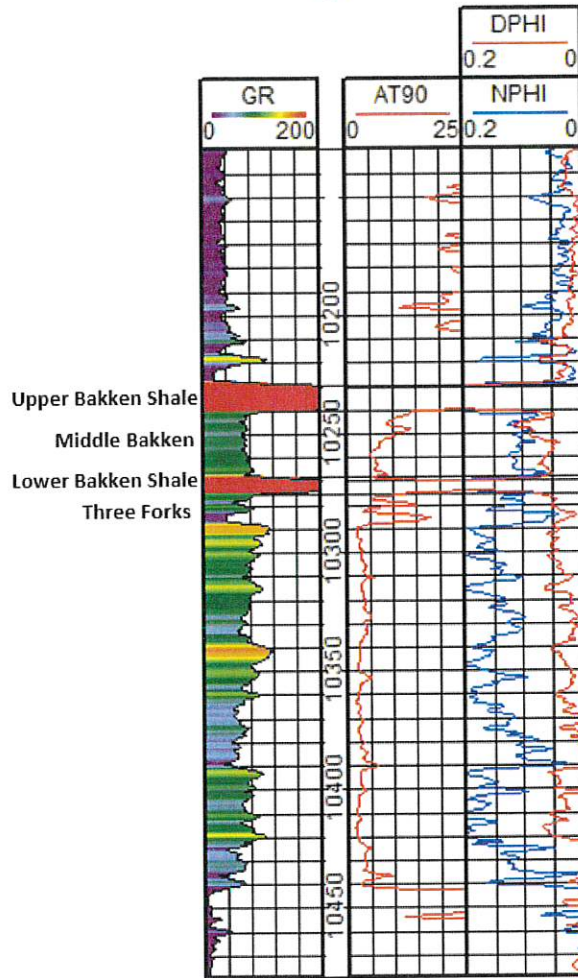 DPHI
0.2 0
GR AT90 NPHI
0 200 0 25 0.2 0
10200
Upper Bakken Shale
10250
Middle Bakken
Lower Bakken Shale
Three Forks
10300
10350
10400
10450